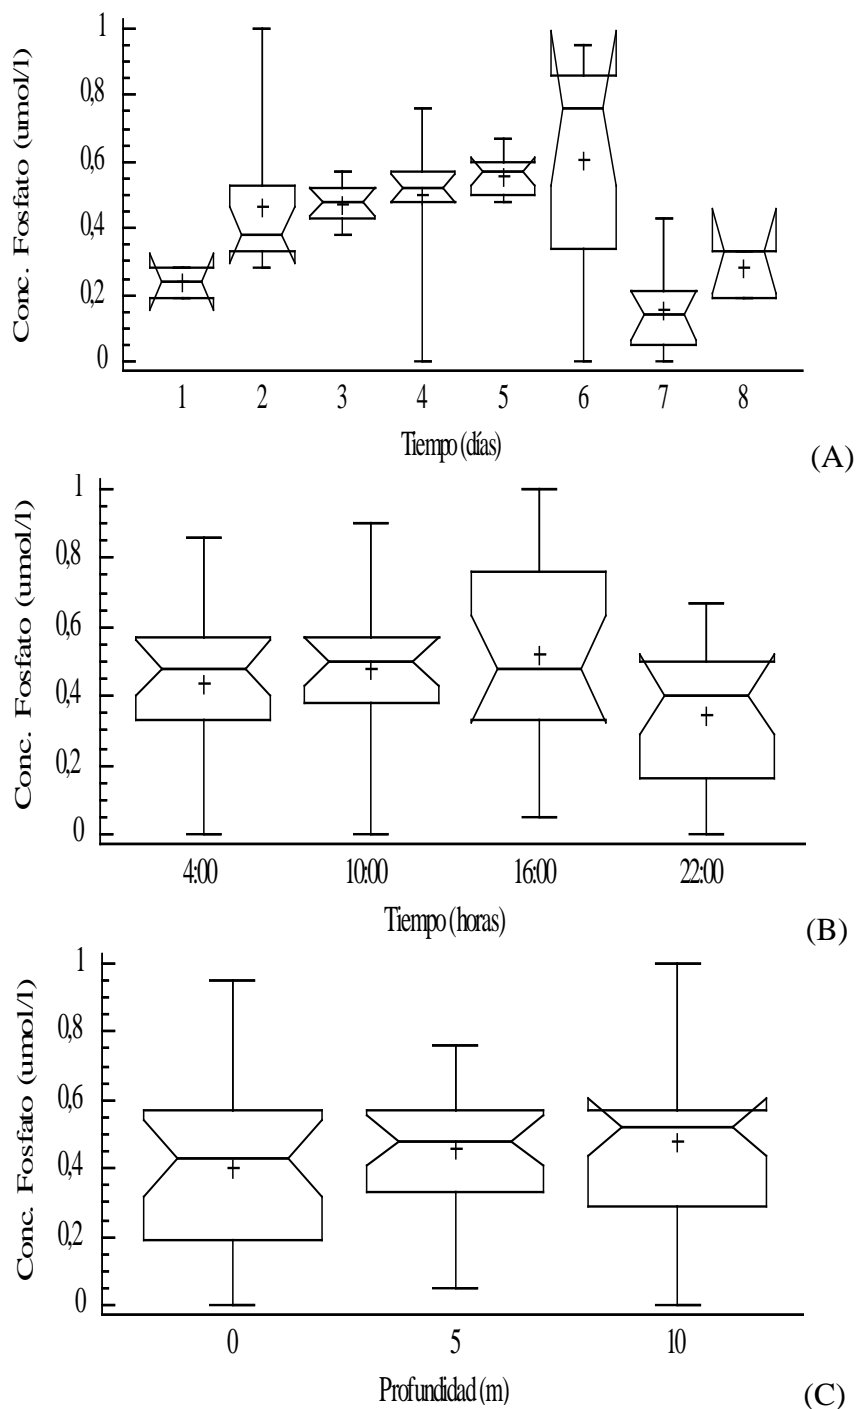 Conc. Fosfato (umol/l)
1
0,8
0,6
0,4
0,2
0
1 2 3 4 5 6 7 8
Tiempo (días)
(A)
Conc. Fosfato (umol/l)
1
0,8
0,6
0,4
0,2
0
4:00 10:00 16:00 22:00
Tiempo (horas)
(B)
Conc. Fosfato (umol/l)
1
0,8
0,6
0,4
0,2
0
0 5 10
Profundidad (m)
(C)